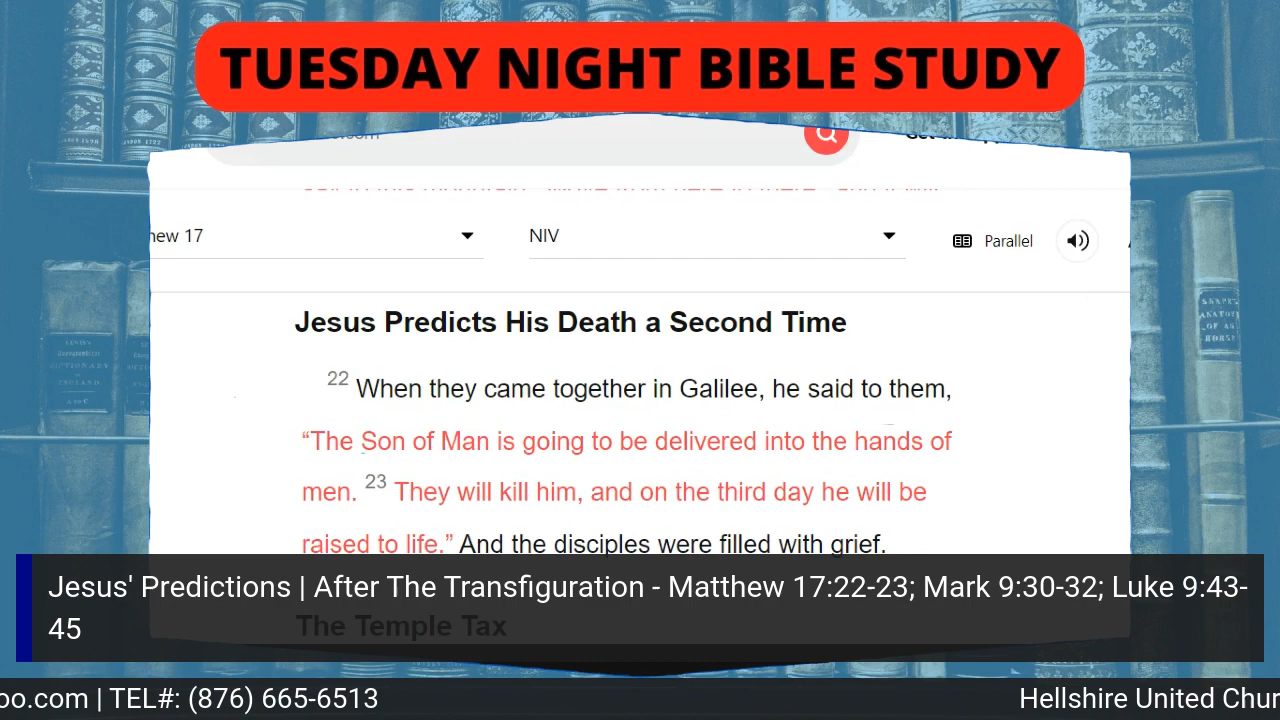 TUESDAY NIGHT BIBLE STUDY
hew 17
NIV
Parallel
Jesus Predicts His Death a Second Time
22 When they came together in Galilee, he said to them,
“The Son of Man is going to be delivered into the hands of
men. 23 They will kill him, and on the third day he will be
raised to life.” And the disciples were filled with grief.
Jesus' Predictions | After The Transfiguration - Matthew 17:22-23; Mark 9:30-32; Luke 9:43-
45
The Temple Tax
oo.com | TEL#: (876) 665-6513
Hellshire United Chur